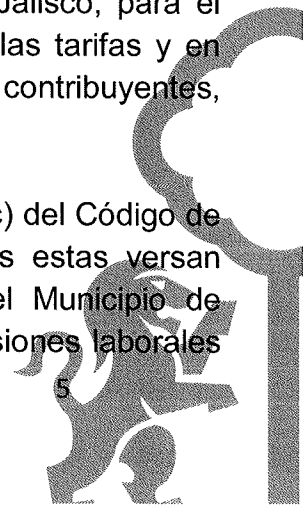 Jalisco, para el
las tarifas y en
contribuyentes,
c) del Código de
s estas versan
el Municipio de
siones laborales
5